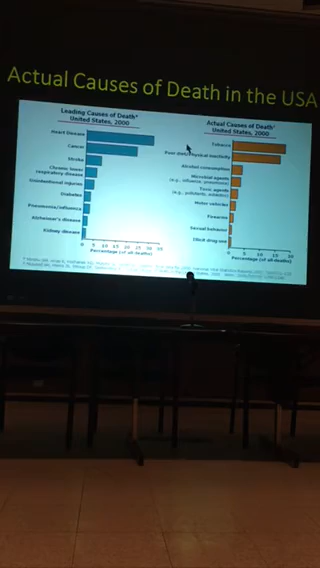 Actual Causes of Death in the USA
Leading Causes of Death*
United States, 2000
Heart Disease
Cancer
Stroke
Chronic lower
respiratory disease
Unintentional injuries
Diabetes
Pneumonia/influenza
Alzheimer's disease
Kidney disease
0 5 10 15 20 25 30 35
Percentage (of all deaths)
Actual Causes of Death†
United States, 2000
Tobacco
Poor diet/Physical inactivity
Alcohol consumption
Microbial agents
(e.g., influenza, pneumonia)
Toxic agents
(e.g., pollutants, asbestos)
Motor vehicles
Firearms
Sexual behavior
Illicit drug use
0 5 10 15 20
Percentage (of all deaths)